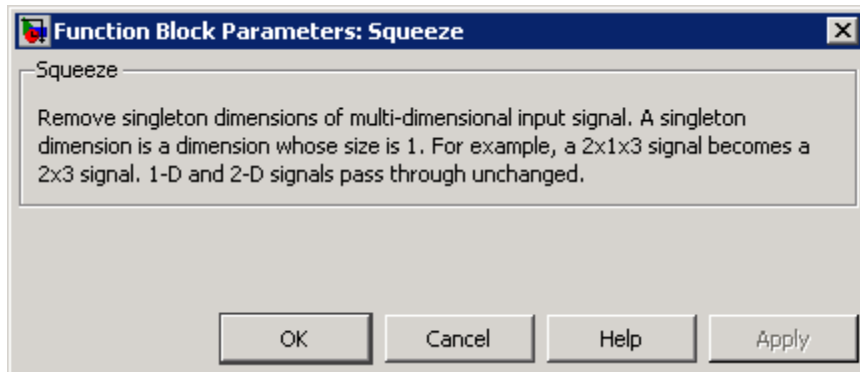 Function Block Parameters: Squeeze
Squeeze
Remove singleton dimensions of multi-dimensional input signal. A singleton
dimension is a dimension whose size is 1. For example, a 2x1x3 signal becomes a
2x3 signal. 1-D and 2-D signals pass through unchanged.
OK Cancel Help Apply